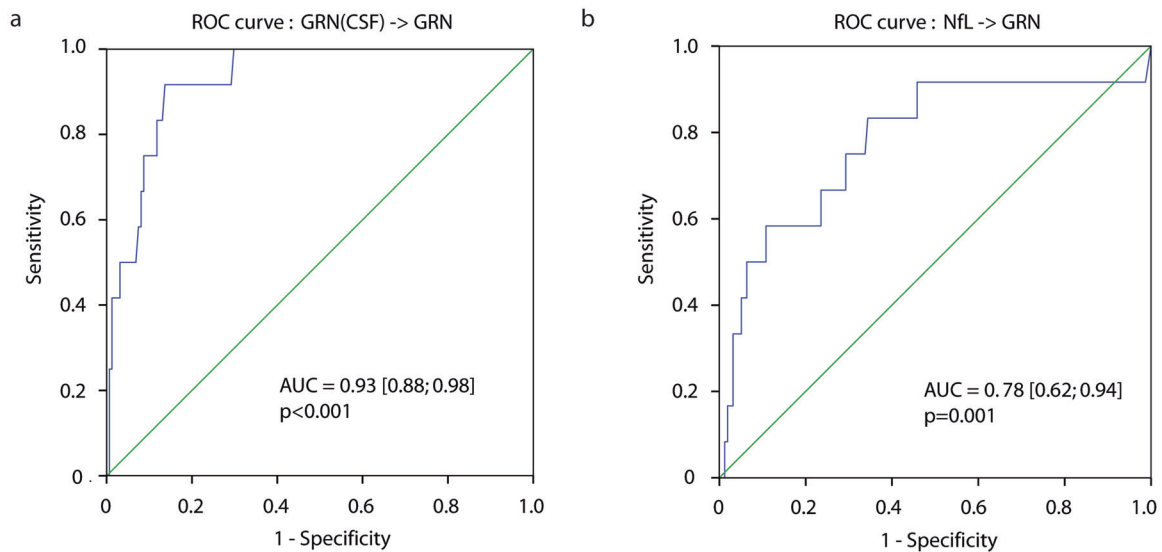 a
ROC curve : GRN(CSF) -> GRN
1.0
0.8
0.6
0.4
0.2
0 .
Sensitivity
AUC = 0.93 [0.88; 0.98]
p<0.001
0 0.2 0.4 0.6 0.8 1.0
1 - Specificity
b
ROC curve : NfL -> GRN
1.0
0.8
0.6
0.4
0.2
0
Sensitivity
AUC = 0.78 [0.62; 0.94]
p=0.001
0 0.2 0.4 0.6 0.8 1.0
1 - Specificity